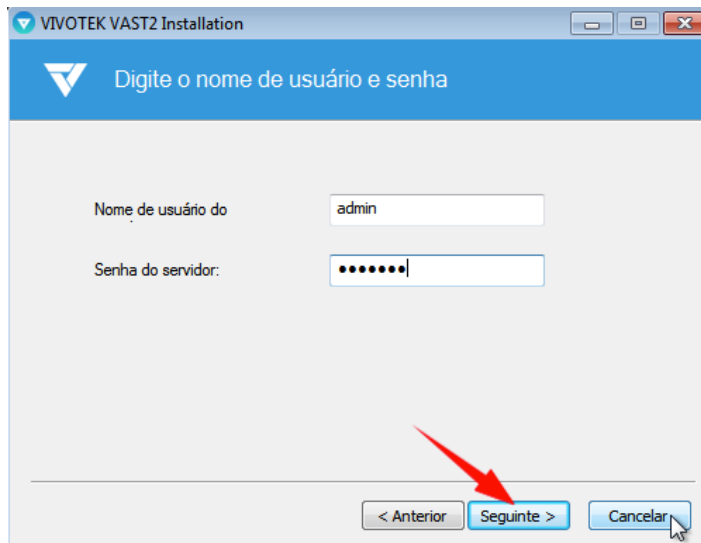 VIVOTEK VAST2 Installation
Digite o nome de usuário e senha
Nome de usuário do
admin
Senha do servidor:
•••••••
< Anterior
Seguinte >
Cancelar